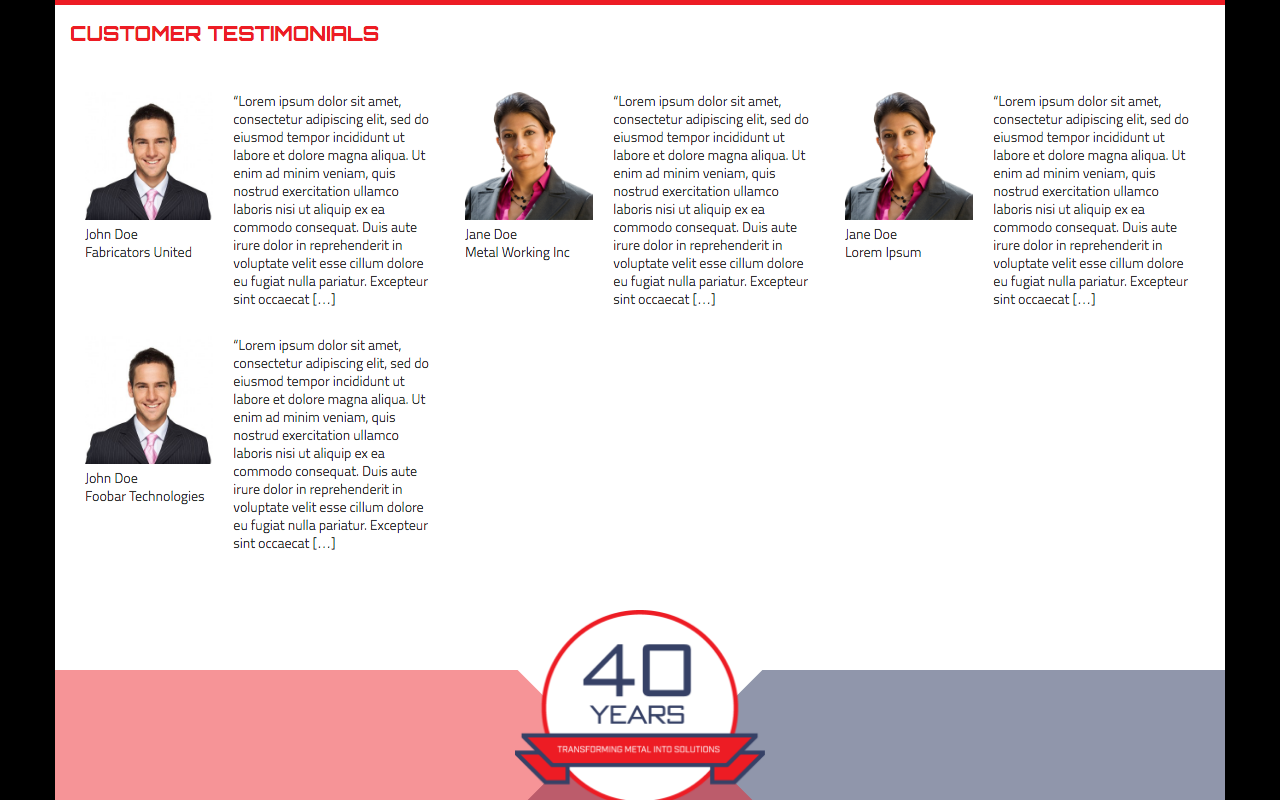 CUSTOMER TESTIMONIALS
“Lorem ipsum dolor sit amet,
consectetur adipiscing elit, sed do
eiusmod tempor incididunt ut
labore et dolore magna aliqua. Ut
enim ad minim veniam, quis
nostrud exercitation ullamco
laboris nisi ut aliquip ex ea
commodo consequat. Duis aute
irure dolor in reprehenderit in
voluptate velit esse cillum dolore
eu fugiat nulla pariatur. Excepteur
sint occaecat […]
John Doe
Fabricators United
“Lorem ipsum dolor sit amet,
consectetur adipiscing elit, sed do
eiusmod tempor incididunt ut
labore et dolore magna aliqua. Ut
enim ad minim veniam, quis
nostrud exercitation ullamco
laboris nisi ut aliquip ex ea
commodo consequat. Duis aute
irure dolor in reprehenderit in
voluptate velit esse cillum dolore
eu fugiat nulla pariatur. Excepteur
sint occaecat […]
Jane Doe
Metal Working Inc
“Lorem ipsum dolor sit amet,
consectetur adipiscing elit, sed do
eiusmod tempor incididunt ut
labore et dolore magna aliqua. Ut
enim ad minim veniam, quis
nostrud exercitation ullamco
laboris nisi ut aliquip ex ea
commodo consequat. Duis aute
irure dolor in reprehenderit in
voluptate velit esse cillum dolore
eu fugiat nulla pariatur. Excepteur
sint occaecat […]
Jane Doe
Lorem Ipsum
“Lorem ipsum dolor sit amet,
consectetur adipiscing elit, sed do
eiusmod tempor incididunt ut
labore et dolore magna aliqua. Ut
enim ad minim veniam, quis
nostrud exercitation ullamco
laboris nisi ut aliquip ex ea
commodo consequat. Duis aute
irure dolor in reprehenderit in
voluptate velit esse cillum dolore
eu fugiat nulla pariatur. Excepteur
sint occaecat […]
John Doe
Foobar Technologies
40
YEARS
TRANSFORMING METAL INTO SOLUTIONS